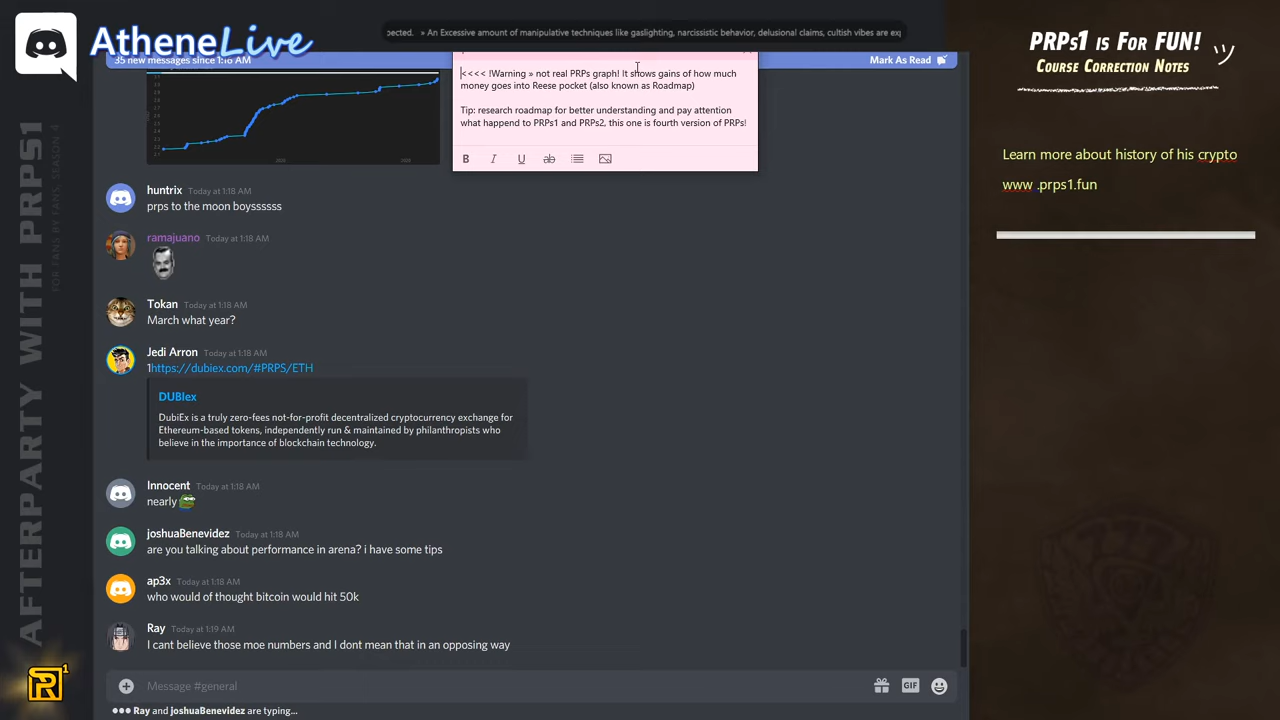 AtheneLive
pected. » An Excessive amount of manipulative techniques like gaslighting, narcissistic behavior, delusional claims, cultish vibes are exp
35 new messages since 1:16 AM
Mark As Read
<<<< !Warning » not real PRPs graph! It shows gains of how much
money goes into Reese pocket (also known as Roadmap)
Tip: research roadmap for better understanding and pay attention
what happend to PRPs1 and PRPs2, this one is fourth version of PRPs!
B I U ab
huntrix Today at 1:18 AM
prps to the moon boyssssss
ramajuano Today at 1:18 AM
Tokan Today at 1:18 AM
March what year?
Jedi Arron Today at 1:18 AM
1https://dubiex.com/#PRPS/ETH
DUBIex
DubiEx is a truly zero-fees not-for-profit decentralized cryptocurrency exchange for
Ethereum-based tokens, independently run & maintained by philanthropists who
believe in the importance of blockchain technology.
Innocent Today at 1:18 AM
nearly
joshuaBenevidez Today at 1:18 AM
are you talking about performance in arena? i have some tips
ap3x Today at 1:18 AM
who would of thought bitcoin would hit 50k
Ray Today at 1:19 AM
I cant believe those moe numbers and I dont mean that in an opposing way
Message #general
GIF
Ray and joshuaBenevidez are typing...
AFTERPARTY WITH PRPS1
FOR FANS BY FANS, SEASON 4
R1
PRPs1 is For FUN! ツ
Course Correction Notes
Learn more about history of his crypto
www .prps1.fun